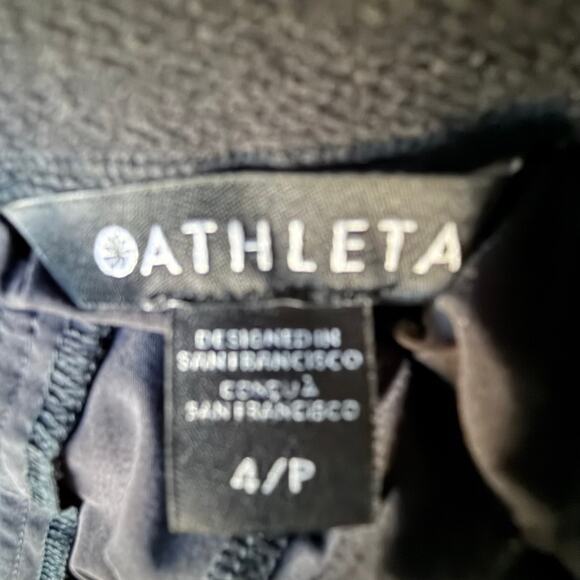 ATHLETA
DESIGNED IN
SAN FRANCISCO
CONÇU À
SAN FRANCISCO
4/P